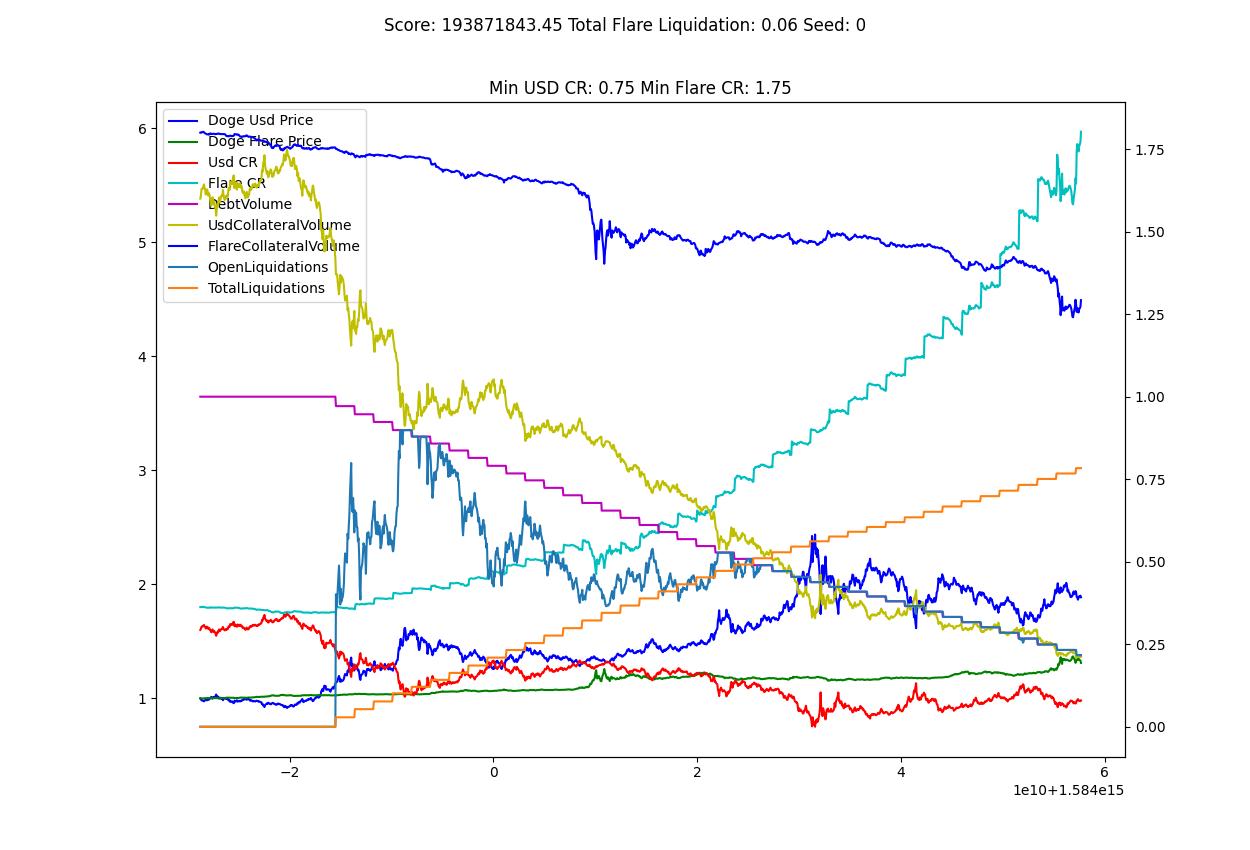 Score: 193871843.45 Total Flare Liquidation: 0.06 Seed: 0
Min USD CR: 0.75 Min Flare CR: 1.75
Doge Usd Price
Doge Flare Price
Usd CR
Flare CR
DebtVolume
UsdCollateralVolume
FlareCollateralVolume
OpenLiquidations
TotalLiquidations
6
5
4
3
2
1
1.75
1.50
1.25
1.00
0.75
0.50
0.25
0.00
−2 0 2 4 6
1e10+1.584e15